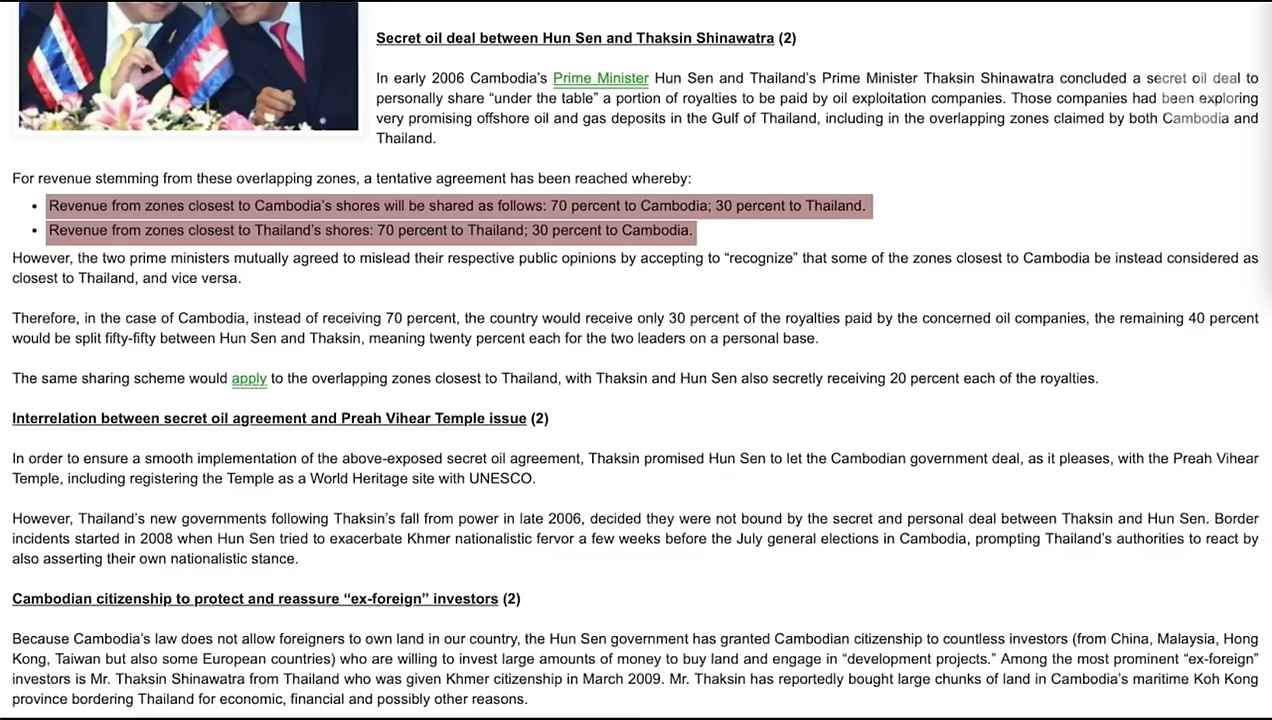 Secret oil deal between Hun Sen and Thaksin Shinawatra (2)
In early 2006 Cambodia's Prime Minister Hun Sen and Thailand's Prime Minister Thaksin Shinawatra concluded a secret oil deal to
personally share “under the table” a portion of royalties to be paid by oil exploitation companies. Those companies had been exploring
very promising offshore oil and gas deposits in the Gulf of Thailand, including in the overlapping zones claimed by both Cambodia and
Thailand.
For revenue stemming from these overlapping zones, a tentative agreement has been reached whereby:
• Revenue from zones closest to Cambodia's shores will be shared as follows: 70 percent to Cambodia; 30 percent to Thailand.
• Revenue from zones closest to Thailand's shores: 70 percent to Thailand; 30 percent to Cambodia.
However, the two prime ministers mutually agreed to mislead their respective public opinions by accepting to “recognize” that some of the zones closest to Cambodia be instead considered as
closest to Thailand, and vice versa.
Therefore, in the case of Cambodia, instead of receiving 70 percent, the country would receive only 30 percent of the royalties paid by the concerned oil companies, the remaining 40 percent
would be split fifty-fifty between Hun Sen and Thaksin, meaning twenty percent each for the two leaders on a personal base.
The same sharing scheme would apply to the overlapping zones closest to Thailand, with Thaksin and Hun Sen also secretly receiving 20 percent each of the royalties.
Interrelation between secret oil agreement and Preah Vihear Temple issue (2)
In order to ensure a smooth implementation of the above-exposed secret oil agreement, Thaksin promised Hun Sen to let the Cambodian government deal, as it pleases, with the Preah Vihear
Temple, including registering the Temple as a World Heritage site with UNESCO.
However, Thailand's new governments following Thaksin's fall from power in late 2006, decided they were not bound by the secret and personal deal between Thaksin and Hun Sen. Border
incidents started in 2008 when Hun Sen tried to exacerbate Khmer nationalistic fervor a few weeks before the July general elections in Cambodia, prompting Thailand's authorities to react by
also asserting their own nationalistic stance.
Cambodian citizenship to protect and reassure “ex-foreign” investors (2)
Because Cambodia's law does not allow foreigners to own land in our country, the Hun Sen government has granted Cambodian citizenship to countless investors (from China, Malaysia, Hong
Kong, Taiwan but also some European countries) who are willing to invest large amounts of money to buy land and engage in “development projects.” Among the most prominent “ex-foreign”
investors is Mr. Thaksin Shinawatra from Thailand who was given Khmer citizenship in March 2009. Mr. Thaksin has reportedly bought large chunks of land in Cambodia's maritime Koh Kong
province bordering Thailand for economic, financial and possibly other reasons.